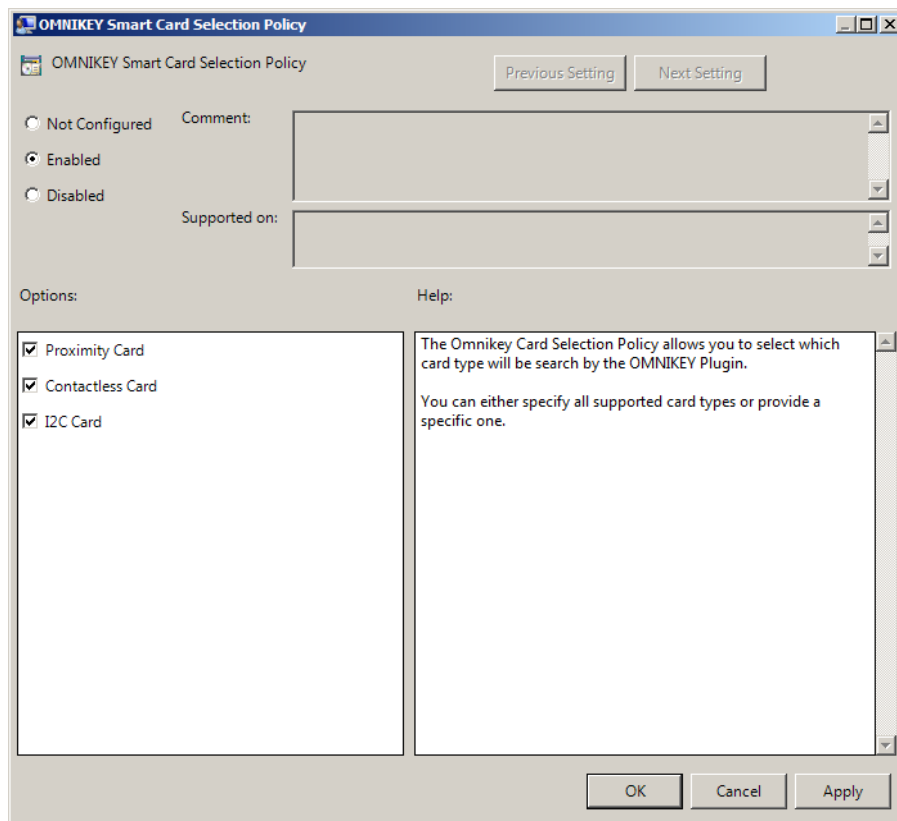 OMNIKEY Smart Card Selection Policy
OMNIKEY Smart Card Selection Policy
Previous Setting
Next Setting
Not Configured
Comment:
Enabled
Disabled
Supported on:
Options:
Help:
Proximity Card
Contactless Card
I2C Card
The Omnikey Card Selection Policy allows you to select which
card type will be search by the OMNIKEY Plugin.
You can either specify all supported card types or provide a
specific one.
OK
Cancel
Apply